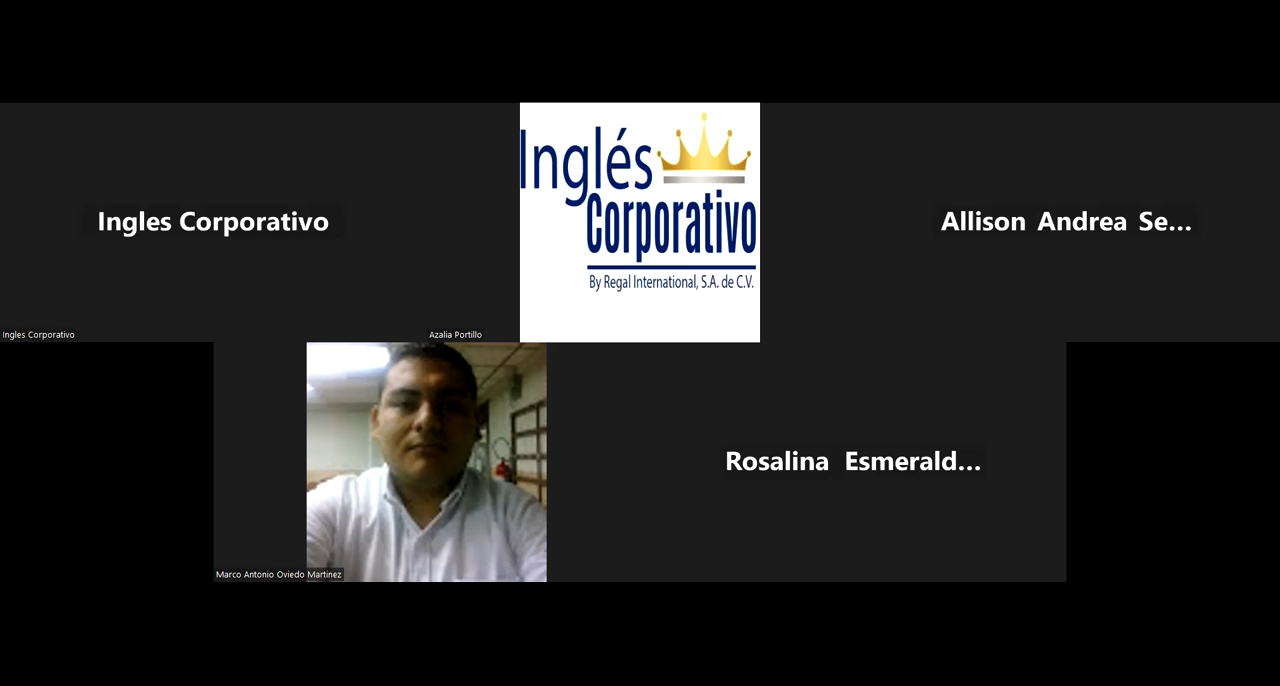 Ingles Corporativo
Inglés
Corporativo
By Regal International, S.A. de C.V.
Allison Andrea Se...
Ingles Corporativo
Azalia Portillo
Rosalina Esmerald...
Marco Antonio Oviedo Martinez